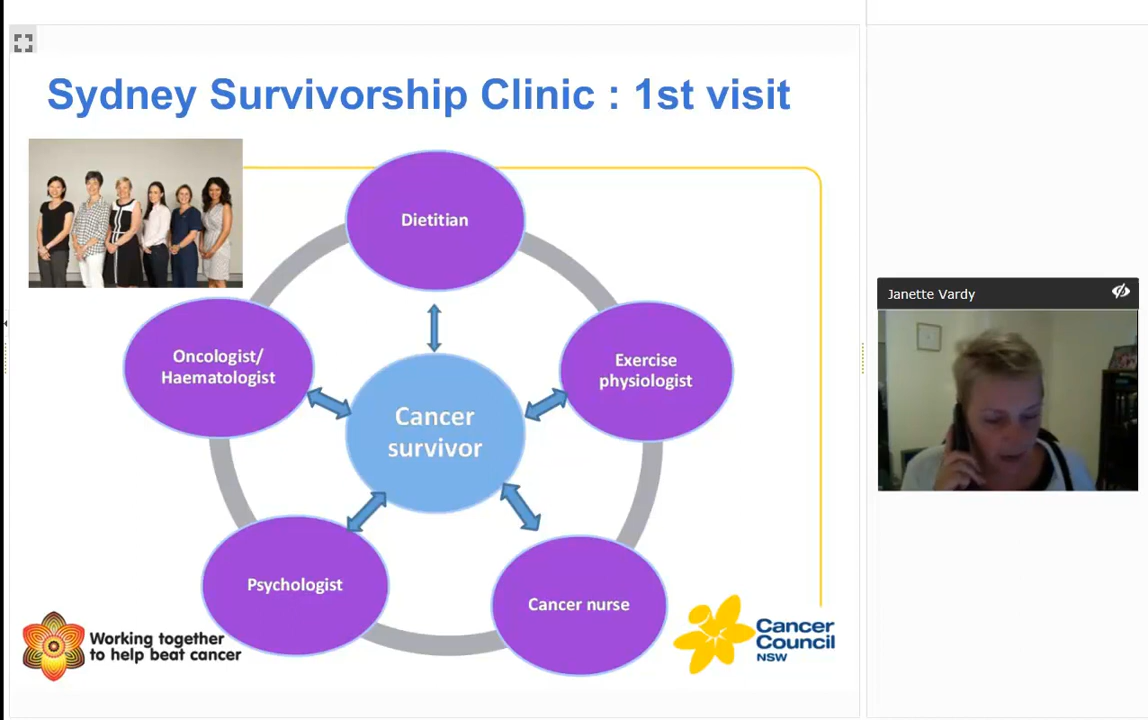 Sydney Survivorship Clinic : 1st visit
Dietitian
Oncologist/
Haematologist
Exercise
physiologist
Cancer
survivor
Psychologist
Cancer nurse
Working together
to help beat cancer
Cancer
Council
NSW
Janette Vardy